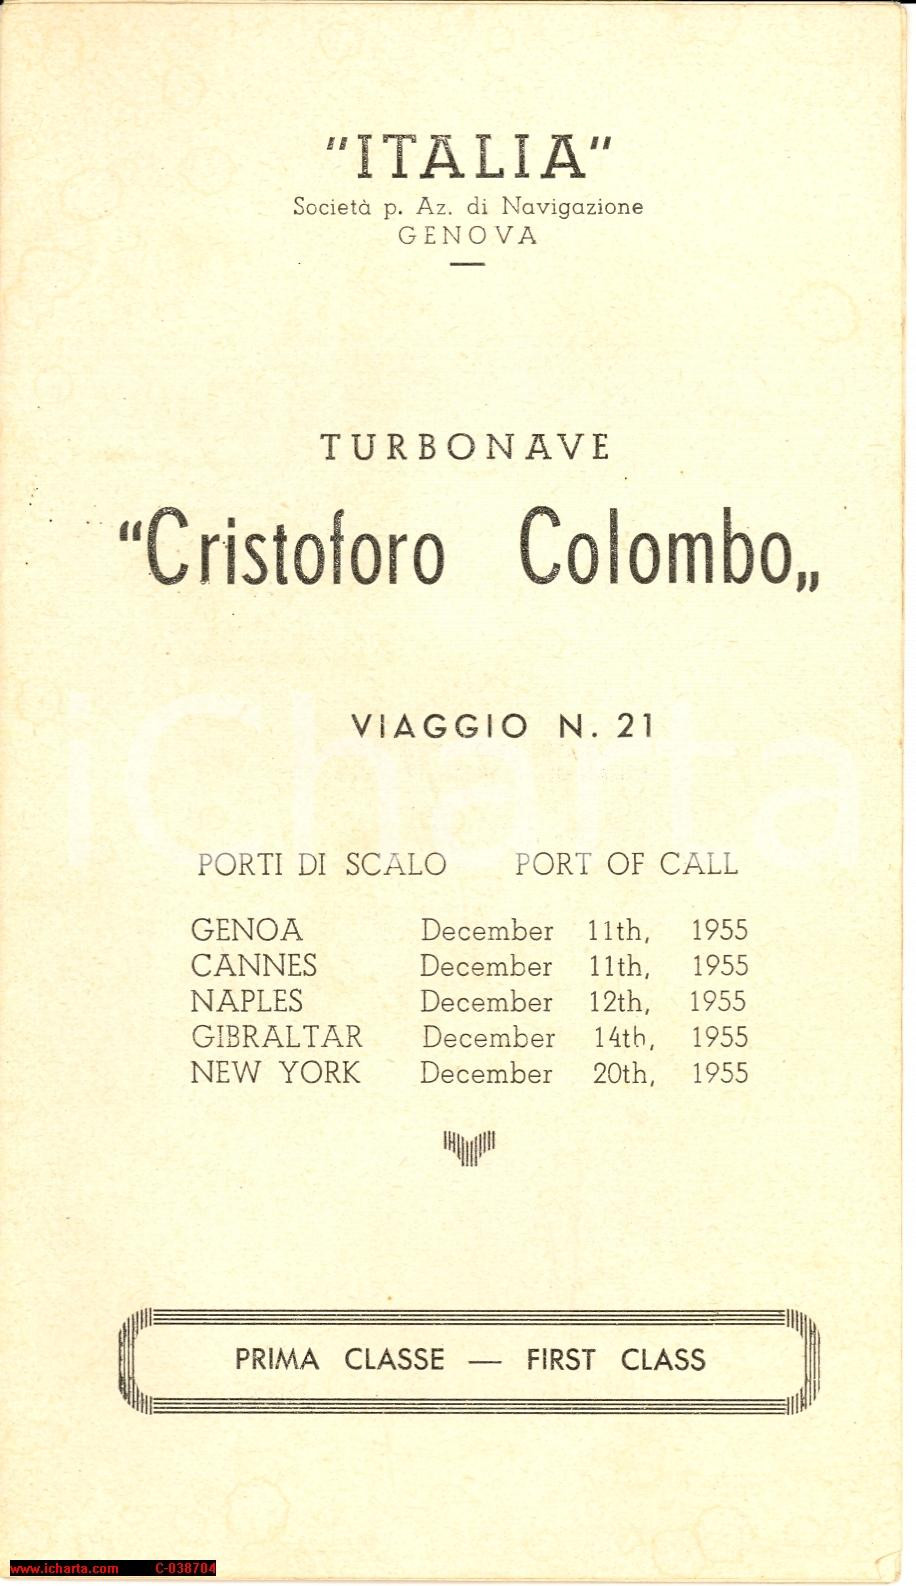 "ITALIA"
Società p. Az. di Navigazione
GENOVA
TURBONAVE
“Cristoforo Colombo„
VIAGGIO N. 21
PORTI DI SCALO PORT OF CALL
GENOA December 11th, 1955
CANNES December 11th, 1955
NAPLES December 12th, 1955
GIBRALTAR December 14th, 1955
NEW YORK December 20th, 1955
PRIMA CLASSE — FIRST CLASS
iCharta
www.icharta.com C-038704